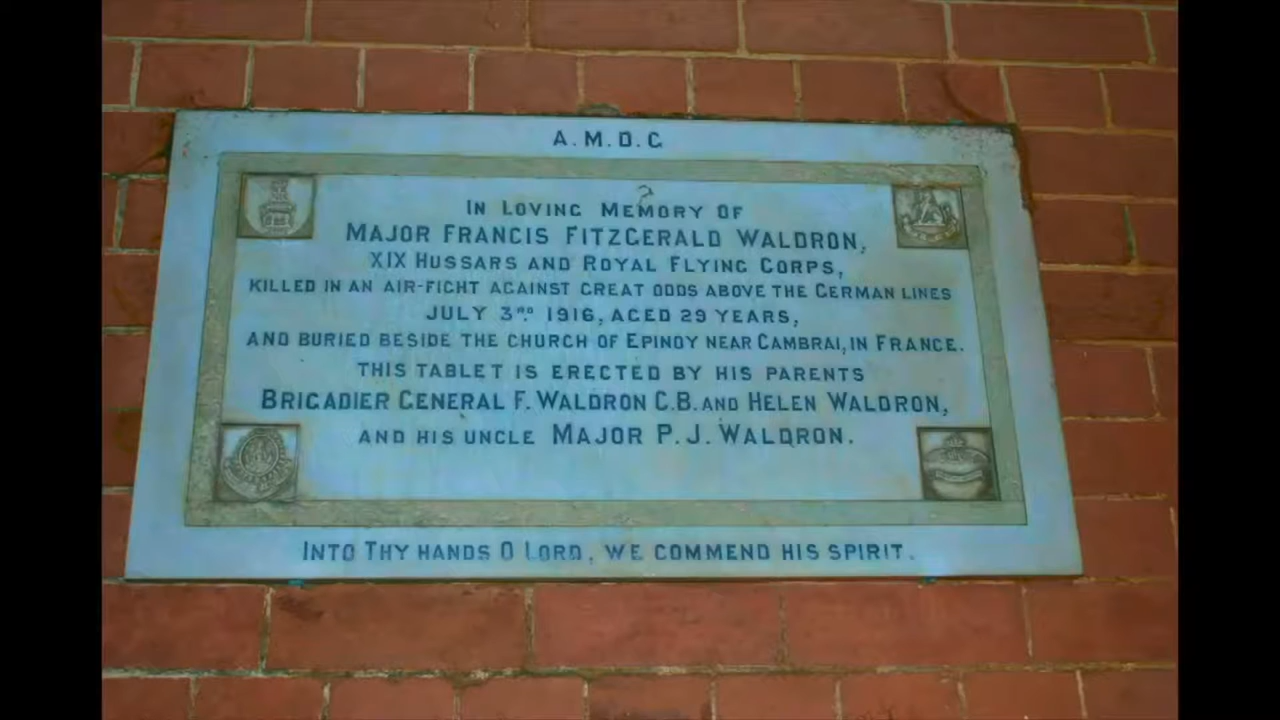 A.M.D.G
IN LOVING MEMORY OF
MAJOR FRANCIS FITZGERALD WALDRON,
XIX HUSSARS AND ROYAL FLYING CORPS,
KILLED IN AN AIR-FIGHT AGAINST GREAT ODDS ABOVE THE GERMAN LINES
JULY 3RD. 1916, AGED 29 YEARS,
AND BURIED BESIDE THE CHURCH OF EPINOY NEAR CAMBRAI, IN FRANCE.
THIS TABLET IS ERECTED BY HIS PARENTS
BRIGADIER GENERAL F. WALDRON C.B. AND HELEN WALDRON,
AND HIS UNCLE MAJOR P. J. WALDRON.
INTO THY HANDS O LORD, WE COMMEND HIS SPIRIT.